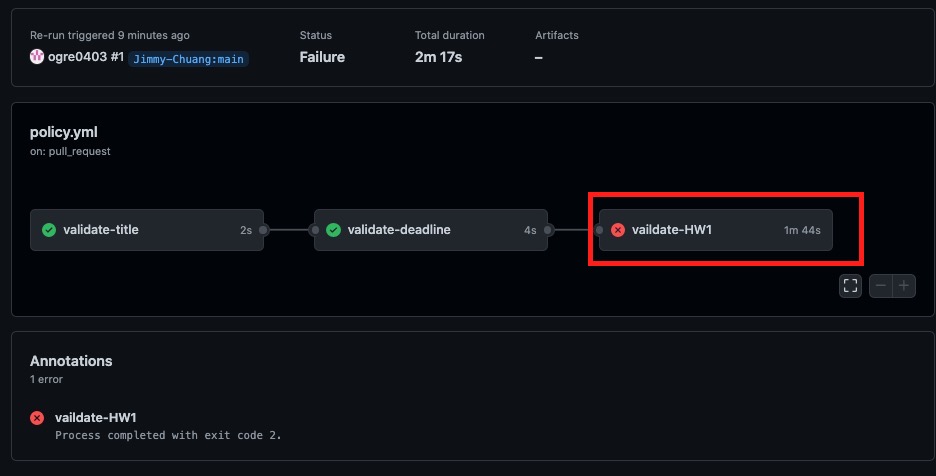 Re-run triggered 9 minutes ago
ogre0403 #1 Jimmy-Chuang:main
Status
Failure
Total duration
2m 17s
Artifacts
–
policy.yml
on: pull_request
validate-title 2s
validate-deadline 4s
vaildate-HW1 1m 44s
Annotations
1 error
vaildate-HW1
Process completed with exit code 2.